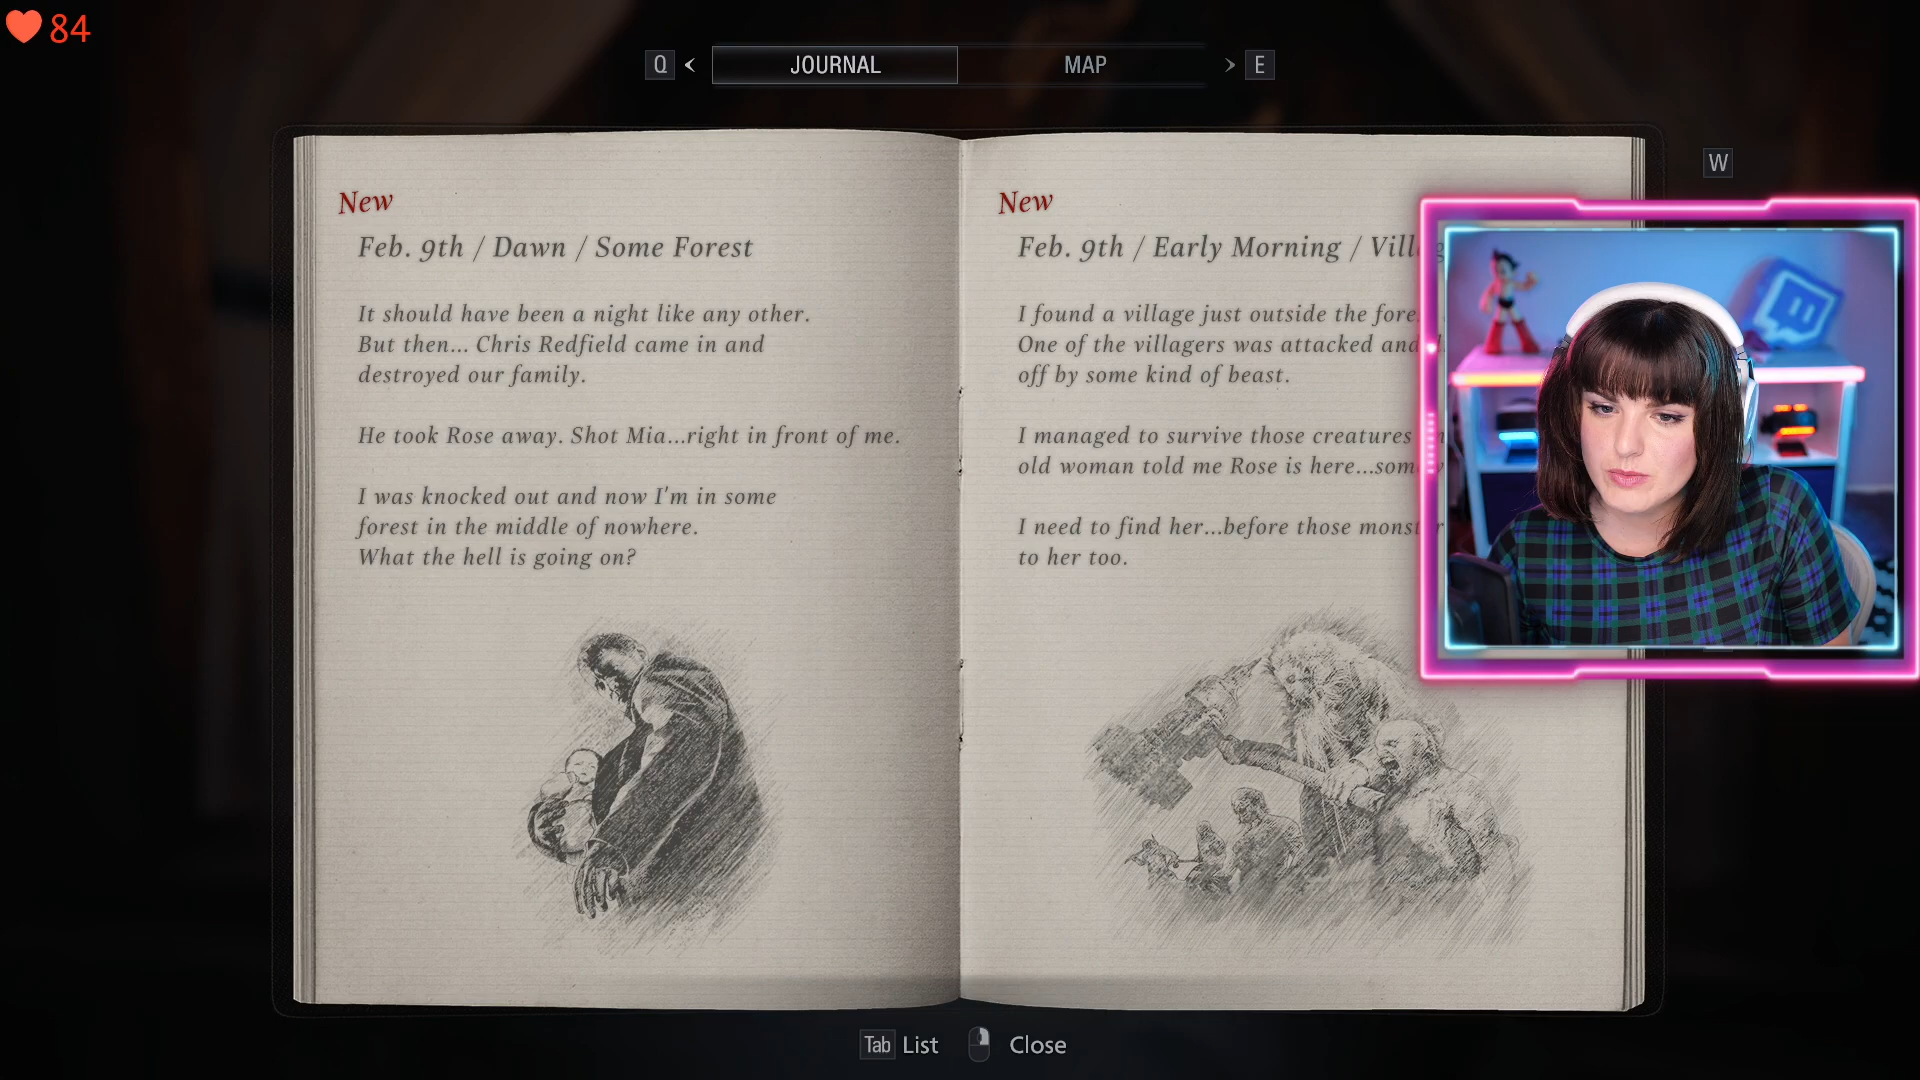 84
Q < JOURNAL MAP > E
W
New
Feb. 9th / Dawn / Some Forest
It should have been a night like any other.
But then... Chris Redfield came in and
destroyed our family.
He took Rose away. Shot Mia...right in front of me.
I was knocked out and now I'm in some
forest in the middle of nowhere.
What the hell is going on?
New
Feb. 9th / Early Morning /
I found a village just outside the
One of the villagers was attacked and
off by some kind of beast.
I managed to survive those creatures
old woman told me Rose is here...
I need to find her...before those
to her too.
Tab List Close